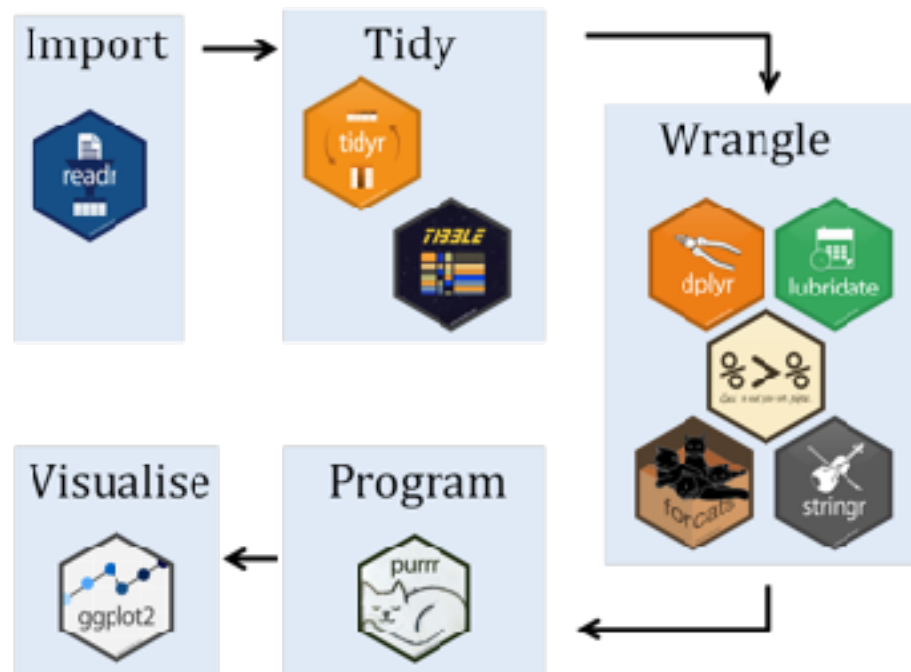 Import
Tidy
Wrangle
readr
tidyr
TIBBLE
dplyr
lubridate
%>%
forcats
stringr
Visualise
Program
ggplot2
purrr